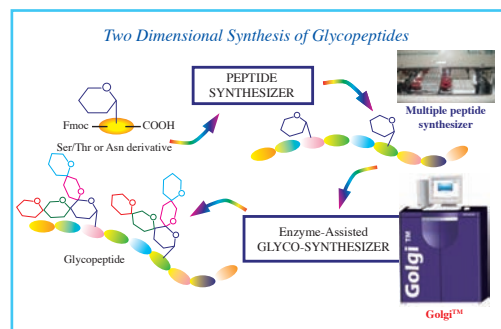 Two Dimensional Synthesis of Glycopeptides
PEPTIDE
SYNTHESIZER
Multiple peptide
synthesizer
O
Fmoc
COOH
Ser/Thr or Asn derivative
O
O
O
O
O
O
O
O
O
O
Glycopeptide
Enzyme-Assisted
GLYCO-SYNTHESIZER
Golgi™
Golgi™